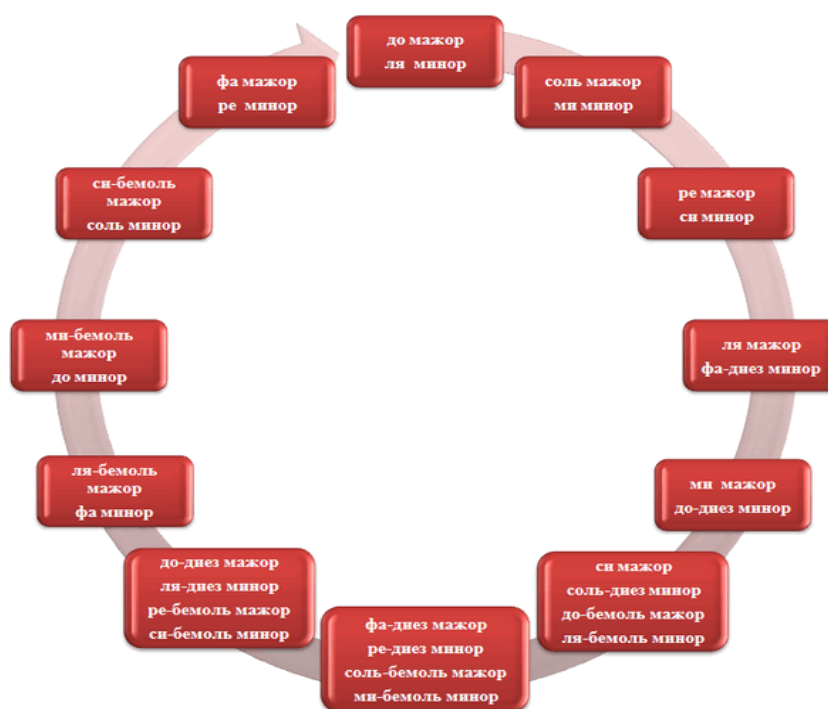 до мажор
ля минор
соль мажор
ми минор
ре мажор
си минор
ля мажор
фа-диез минор
ми мажор
до-диез минор
си мажор
соль-диез минор
до-бемоль мажор
ля-бемоль минор
фа-диез мажор
ре-диез минор
соль-бемоль мажор
ми-бемоль минор
до-диез мажор
ля-диез минор
ре-бемоль мажор
си-бемоль минор
ля-бемоль
мажор
фа минор
ми-бемоль
мажор
до минор
си-бемоль
мажор
соль минор
фа мажор
ре минор